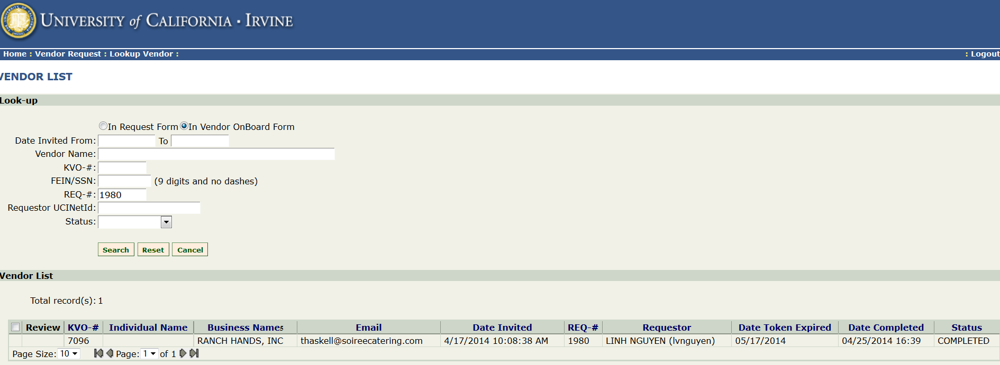 UNIVERSITY of CALIFORNIA · IRVINE
Home : Vendor Request : Lookup Vendor : : Logout
VENDOR LIST
Look-up
In Request Form In Vendor OnBoard Form
Date Invited From: To
Vendor Name:
KVO-#:
FEIN/SSN: (9 digits and no dashes)
REQ-#: 1980
Requestor UCINetId:
Status:
Search Reset Cancel
Vendor List
Total record(s): 1
Review KVO-# Individual Name Business Names Email Date Invited REQ-# Requestor Date Token Expired Date Completed Status
7096 RANCH HANDS, INC thaskell@soireecatering.com 4/17/2014 10:08:38 AM 1980 LINH NGUYEN (lvnguyen) 05/17/2014 04/25/2014 16:39 COMPLETED
Page Size: 10 Page: 1 of 1